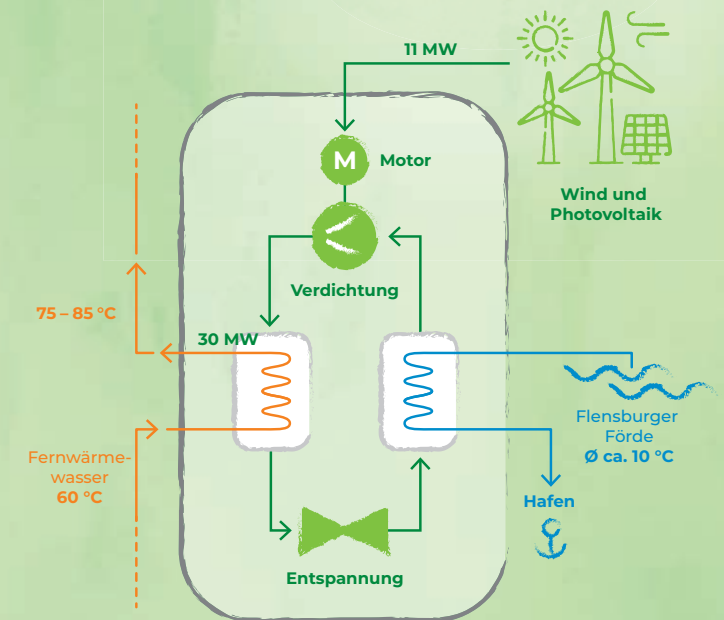 11 MW
M
Motor
Wind und
Photovoltaik
Verdichtung
75 – 85 °C
30 MW
Fernwärme-
wasser
60 °C
Flensburger
Förde
Ø ca. 10 °C
Hafen
Entspannung